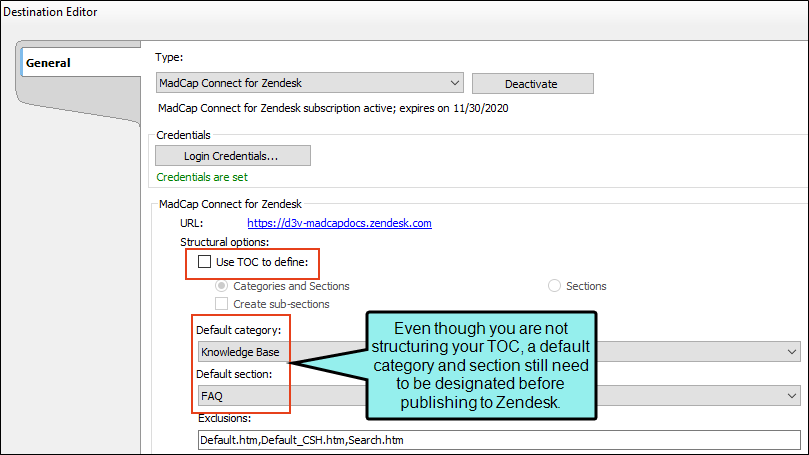 Destination Editor
General
Type:
MadCap Connect for Zendesk
Deactivate
MadCap Connect for Zendesk subscription active; expires on 11/30/2020
Credentials
Login Credentials...
Credentials are set
MadCap Connect for Zendesk
URL: https://d3v-madcapdocs.zendesk.com
Structural options:
Use TOC to define:
Categories and Sections
Sections
Create sub-sections
Default category:
Knowledge Base
Default section:
FAQ
Even though you are not
structuring your TOC, a default
category and section still need
to be designated before
publishing to Zendesk.
Exclusions:
Default.htm,Default_CSH.htm,Search.htm